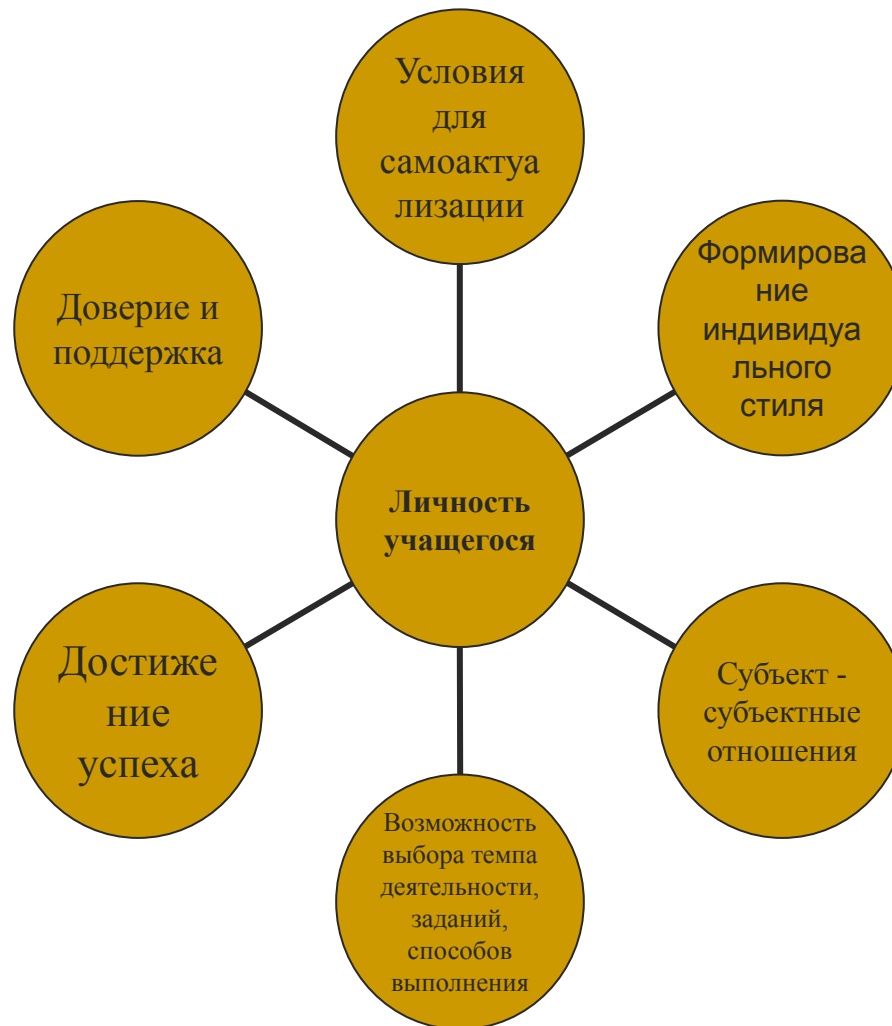 Условия
для
самоактуа
лизации
Доверие и
поддержка
Формирова
ние
индивидуа
льного
стиля
Личность
учащегося
Достиже
ние
успеха
Субъект -
субъектные
отношения
Возможность
выбора темпа
деятельности,
заданий,
способов
выполнения